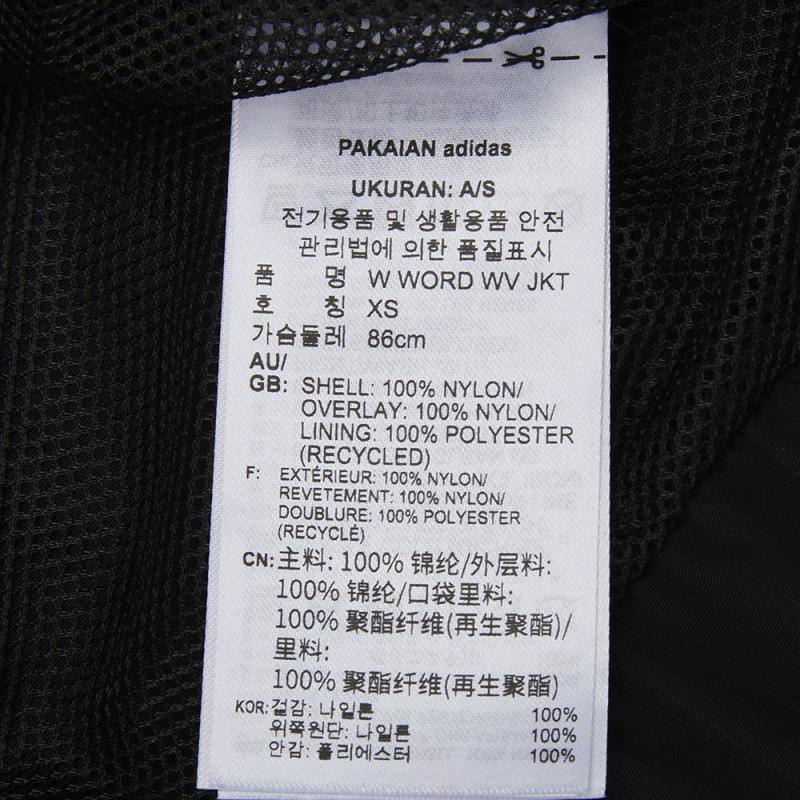 PAKAIAN adidas
UKURAN: A/S
전기용품 및 생활용품 안전
관리법에 의한 품질표시
품 명 W WORD WV JKT
호 칭 XS
가슴둘레 86cm
AU/
GB: SHELL: 100% NYLON/
OVERLAY: 100% NYLON/
LINING: 100% POLYESTER
(RECYCLED)
F: EXTÉRIEUR: 100% NYLON/
REVETEMENT: 100% NYLON/
DOUBLURE: 100% POLYESTER
(RECYCLÉ)
CN: 主料: 100% 锦纶/外层料:
100% 锦纶/口袋里料:
100% 聚酯纤维(再生聚酯)/
里料:
100% 聚酯纤维(再生聚酯)
KOR: 겉감: 나일론 100%
위쪽원단: 나일론 100%
안감: 폴리에스터 100%